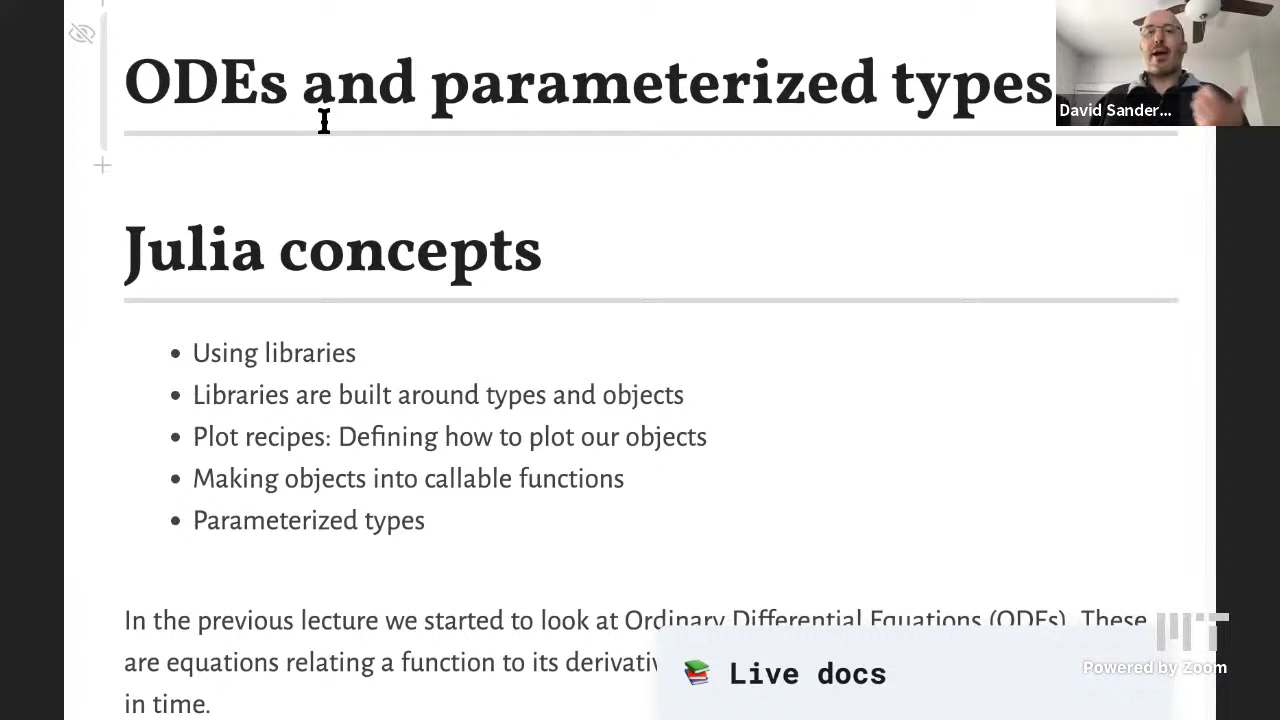 ODEs and parameterized types
David Sander...
Julia concepts
Using libraries
Libraries are built around types and objects
Plot recipes: Defining how to plot our objects
Making objects into callable functions
Parameterized types
In the previous lecture we started to look at Ordinary Differential Equations (ODEs). These
are equations relating a function to its derivativ
in time.
Live docs
MIT
Powered by Zoom